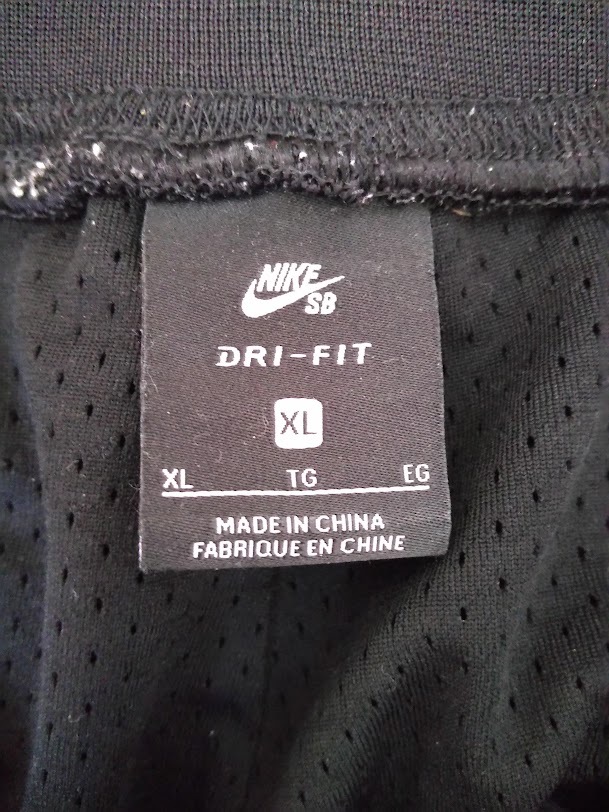 NIKE
SB
DRI-FIT
XL
XL TG EG
MADE IN CHINA
FABRIQUE EN CHINE